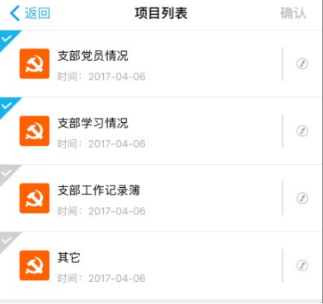 返回 项目列表 确认
支部党员情况
时间：2017-04-06
支部学习情况
时间：2017-04-06
支部工作记录簿
时间：2017-04-06
其它
时间：2017-04-06